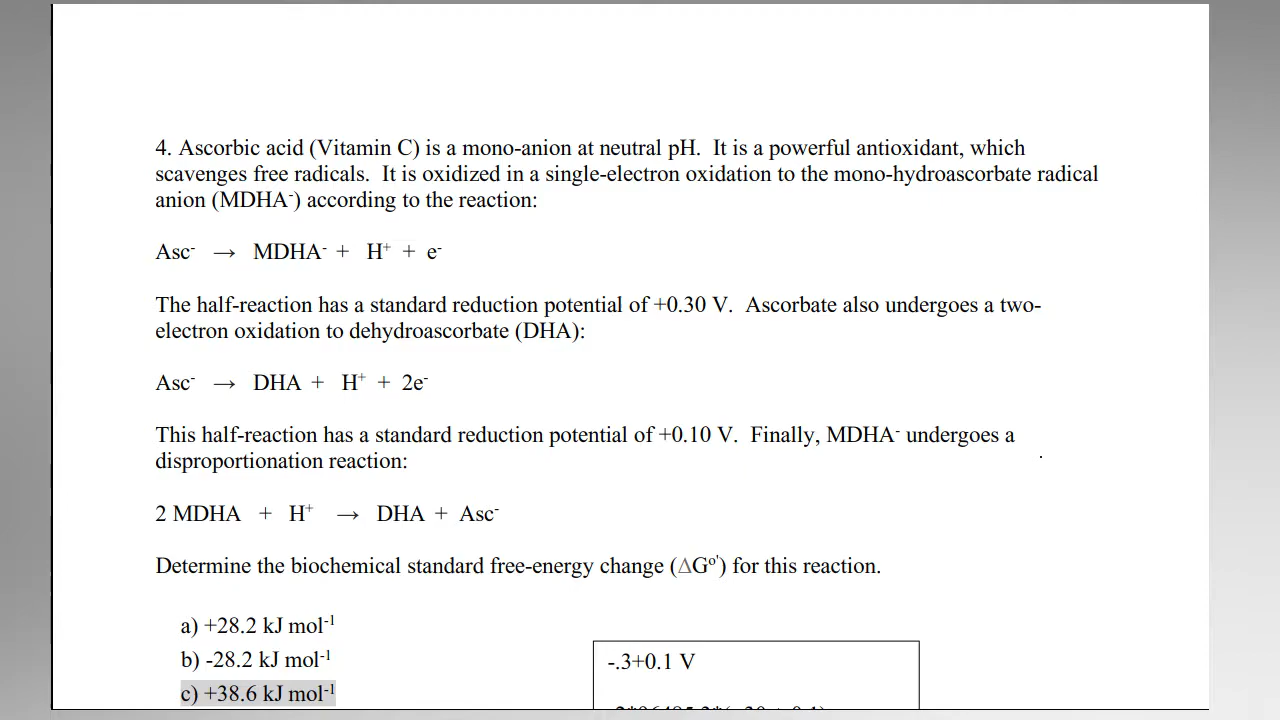 4. Ascorbic acid (Vitamin C) is a mono-anion at neutral pH.  It is a powerful antioxidant, which
scavenges free radicals.  It is oxidized in a single-electron oxidation to the mono-hydroascorbate radical
anion (MDHA⁻) according to the reaction:
Asc⁻ → MDHA⁻ + H⁺ + e⁻
The half-reaction has a standard reduction potential of +0.30 V.  Ascorbate also undergoes a two-
electron oxidation to dehydroascorbate (DHA):
Asc⁻ → DHA + H⁺ + 2e⁻
This half-reaction has a standard reduction potential of +0.10 V.  Finally, MDHA⁻ undergoes a
disproportionation reaction:
2 MDHA + H⁺ → DHA + Asc⁻
Determine the biochemical standard free-energy change (ΔGº') for this reaction.
a) +28.2 kJ mol⁻¹
b) -28.2 kJ mol⁻¹
c) +38.6 kJ mol⁻¹
-.3+0.1 V